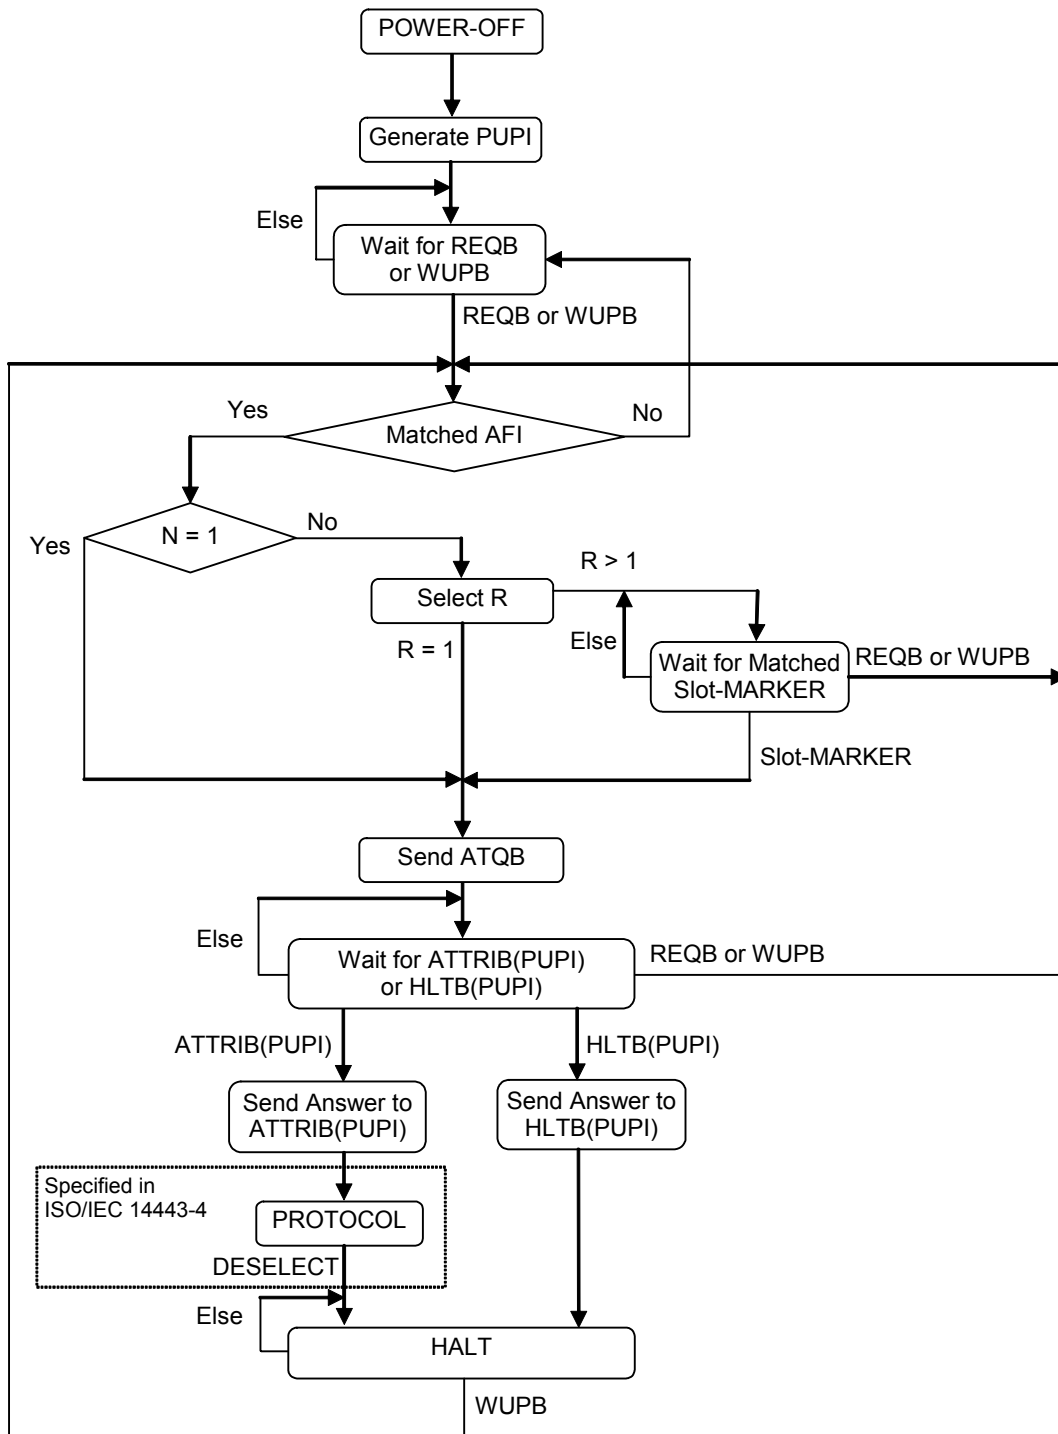 POWER-OFF
Generate PUPI
Else
Wait for REQB
or WUPB
REQB or WUPB
Yes
Matched AFI
No
Yes
N = 1
No
Select R
R > 1
R = 1
Else
Wait for Matched
Slot-MARKER
REQB or WUPB
Slot-MARKER
Send ATQB
Else
Wait for ATTRIB(PUPI)
or HLTB(PUPI)
REQB or WUPB
ATTRIB(PUPI)
HLTB(PUPI)
Send Answer to
ATTRIB(PUPI)
Send Answer to
HLTB(PUPI)
Specified in
ISO/IEC 14443-4
PROTOCOL
DESELECT
Else
HALT
WUPB